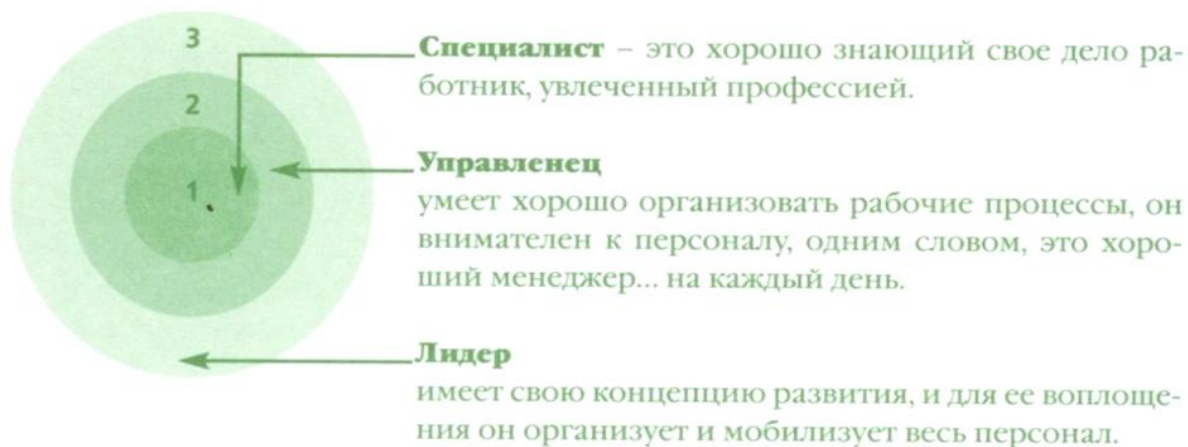 3
Специалист – это хорошо знающий свое дело ра-
ботник, увлеченный профессией.
2
Управленец
1
умеет хорошо организовать рабочие процессы, он
внимателен к персоналу, одним словом, это хоро-
ший менеджер... на каждый день.
Лидер
имеет свою концепцию развития, и для ее воплоще-
ния он организует и мобилизует весь персонал.